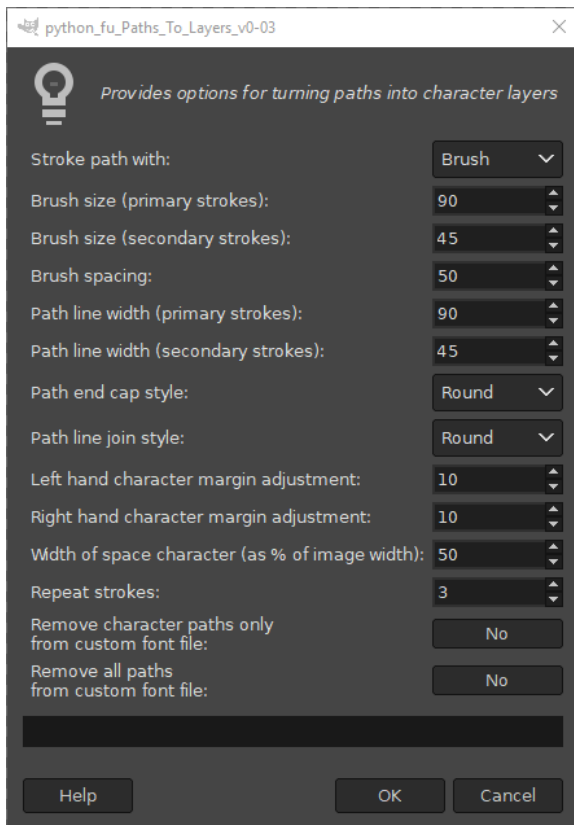 python_fu_Paths_To_Layers_v0-03
Provides options for turning paths into character layers
Stroke path with: Brush
Brush size (primary strokes): 90
Brush size (secondary strokes): 45
Brush spacing: 50
Path line width (primary strokes): 90
Path line width (secondary strokes): 45
Path end cap style: Round
Path line join style: Round
Left hand character margin adjustment: 10
Right hand character margin adjustment: 10
Width of space character (as % of image width): 50
Repeat strokes: 3
Remove character paths only
from custom font file: No
Remove all paths
from custom font file: No
Help OK Cancel